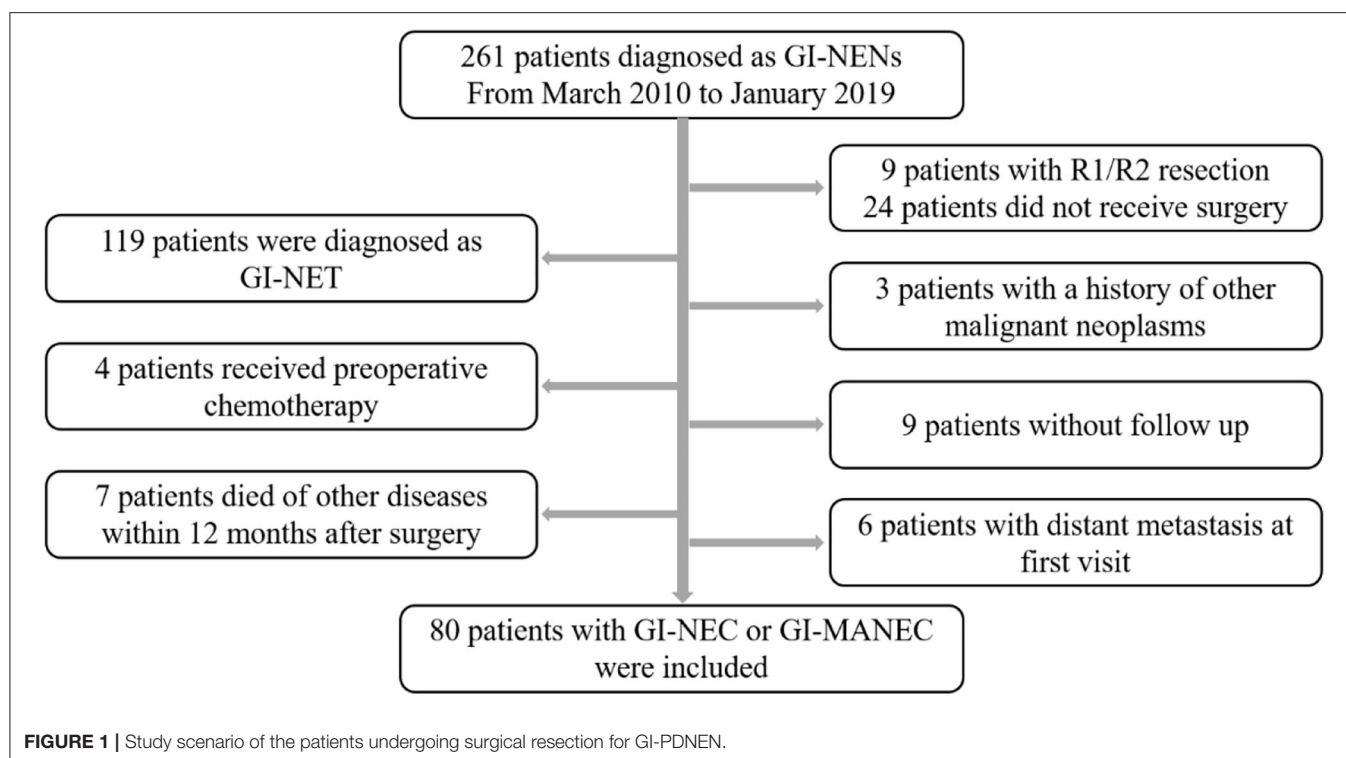 261 patients diagnosed as GI-NENs
From March 2010 to January 2019
9 patients with R1/R2 resection
24 patients did not receive surgery
119 patients were diagnosed as
GI-NET
3 patients with a history of other
malignant neoplasms
4 patients received preoperative
chemotherapy
9 patients without follow up
7 patients died of other diseases
within 12 months after surgery
6 patients with distant metastasis at
first visit
80 patients with GI-NEC or GI-MANEC
were included
FIGURE 1 | Study scenario of the patients undergoing surgical resection for GI-PDNEN.